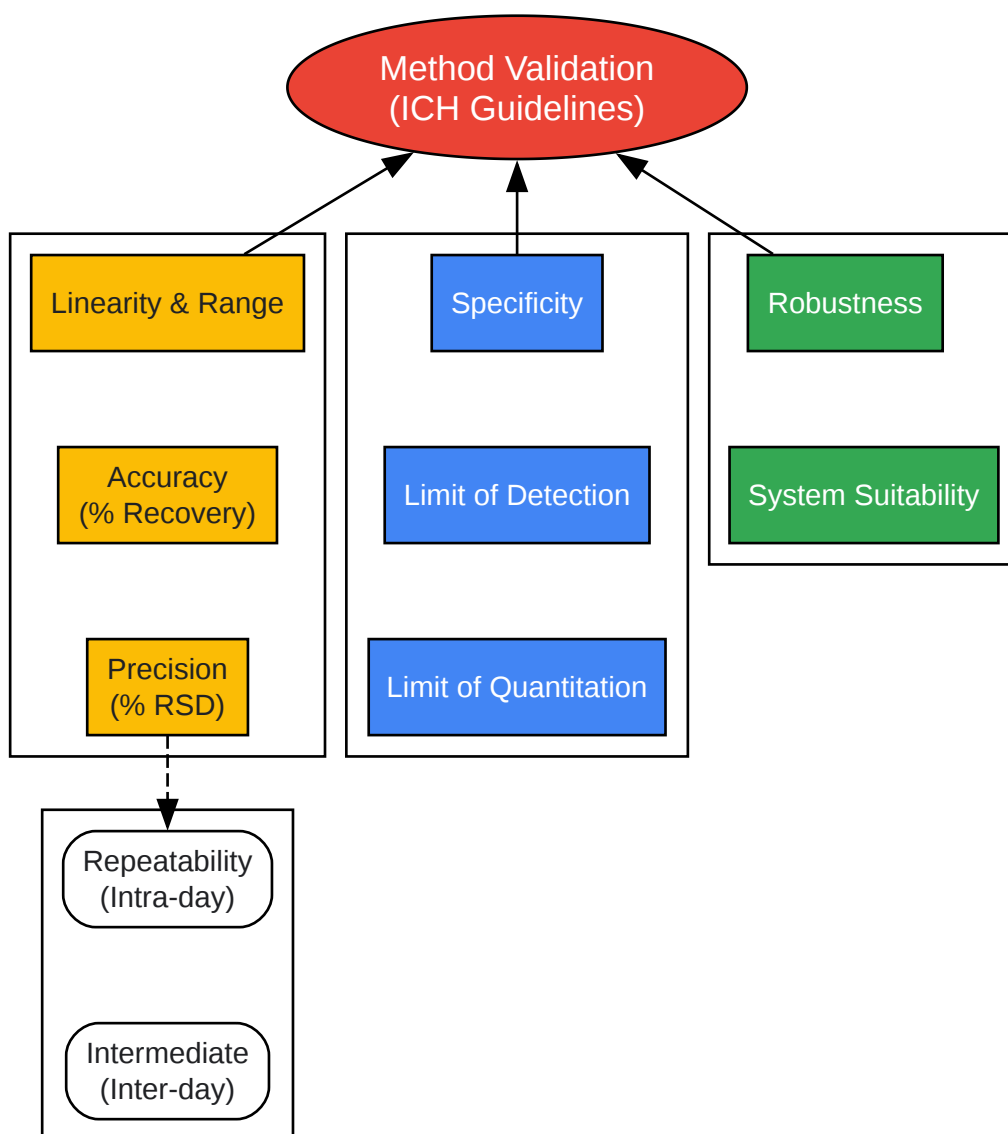 Method Validation
(ICH Guidelines)
Linearity & Range
Specificity
Robustness
Accuracy
(% Recovery)
Limit of Detection
System Suitability
Precision
(% RSD)
Limit of Quantitation
Repeatability
(Intra-day)
Intermediate
(Inter-day)